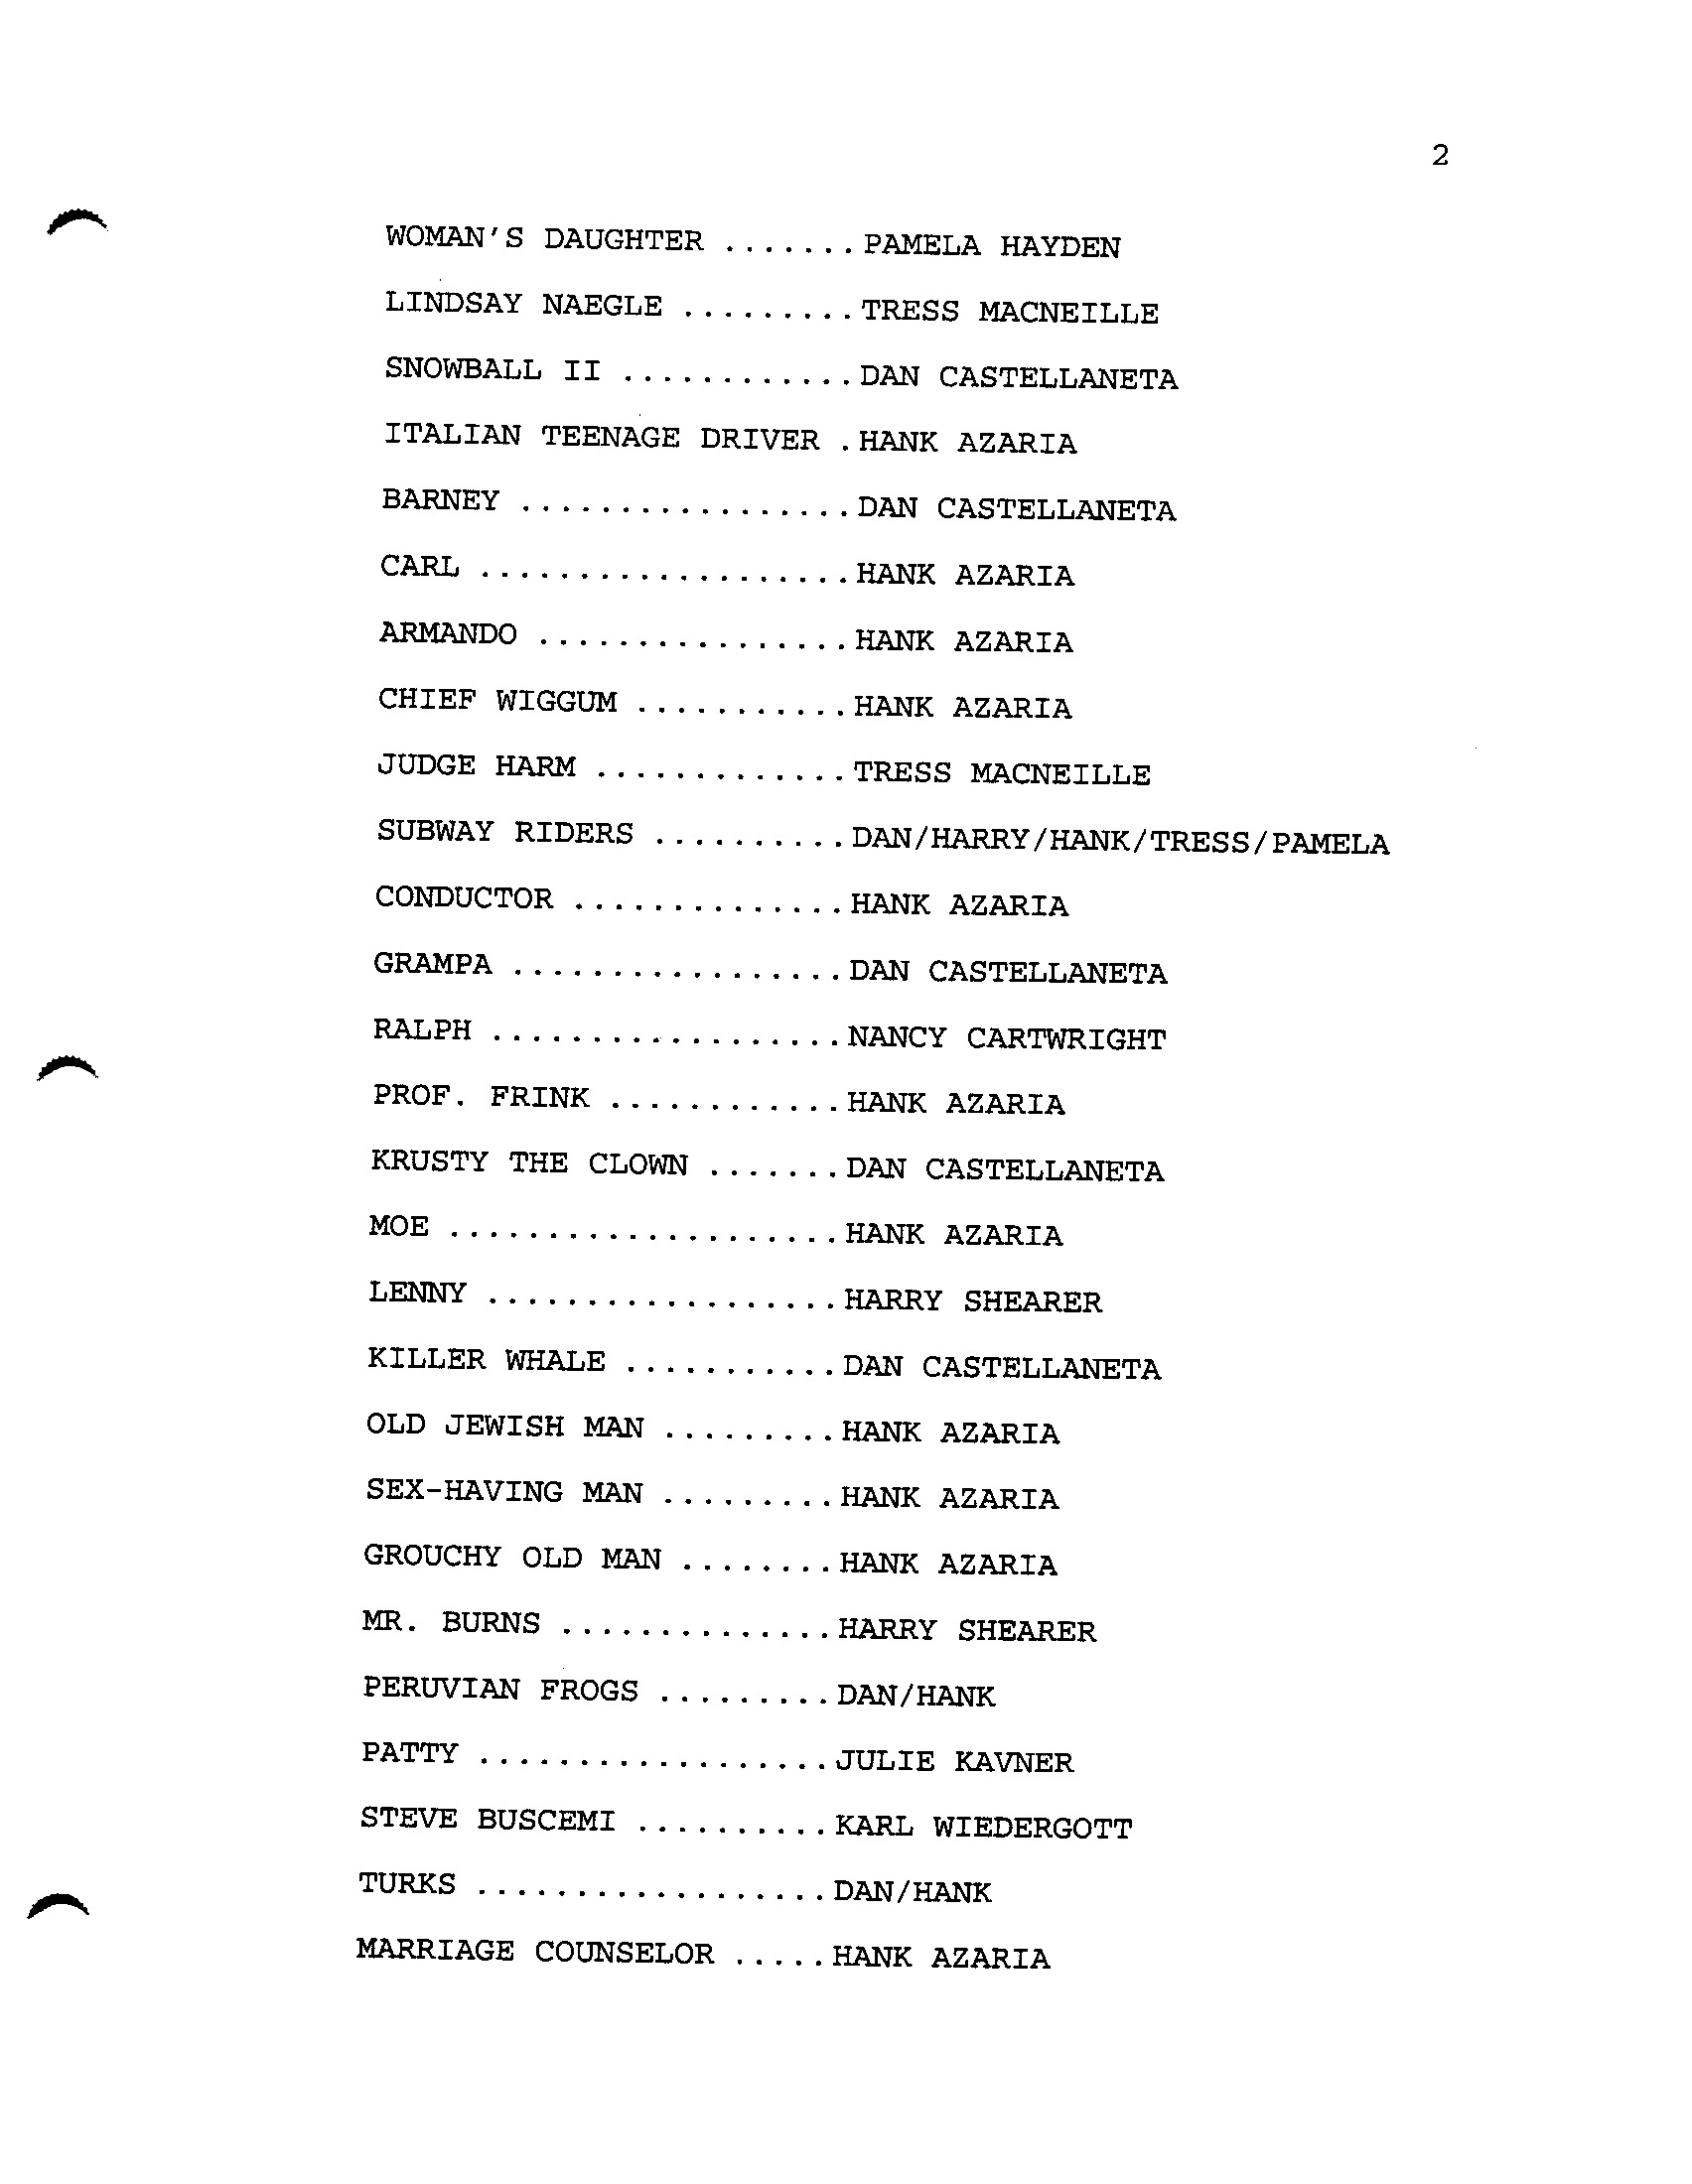 2
WOMAN'S DAUGHTER .......PAMELA HAYDEN
LINDSAY NAEGLE .........TRESS MACNEILLE
SNOWBALL II ............DAN CASTELLANETA
ITALIAN TEENAGE DRIVER .HANK AZARIA
BARNEY .................DAN CASTELLANETA
CARL ...................HANK AZARIA
ARMANDO ................HANK AZARIA
CHIEF WIGGUM ...........HANK AZARIA
JUDGE HARM .............TRESS MACNEILLE
SUBWAY RIDERS ..........DAN/HARRY/HANK/TRESS/PAMELA
CONDUCTOR ..............HANK AZARIA
GRAMPA .................DAN CASTELLANETA
RALPH ..................NANCY CARTWRIGHT
PROF. FRINK ............HANK AZARIA
KRUSTY THE CLOWN .......DAN CASTELLANETA
MOE ....................HANK AZARIA
LENNY ..................HARRY SHEARER
KILLER WHALE ...........DAN CASTELLANETA
OLD JEWISH MAN .........HANK AZARIA
SEX-HAVING MAN .........HANK AZARIA
GROUCHY OLD MAN ........HANK AZARIA
MR. BURNS ..............HARRY SHEARER
PERUVIAN FROGS .........DAN/HANK
PATTY ..................JULIE KAVNER
STEVE BUSCEMI ..........KARL WIEDERGOTT
TURKS ..................DAN/HANK
MARRIAGE COUNSELOR .....HANK AZARIA